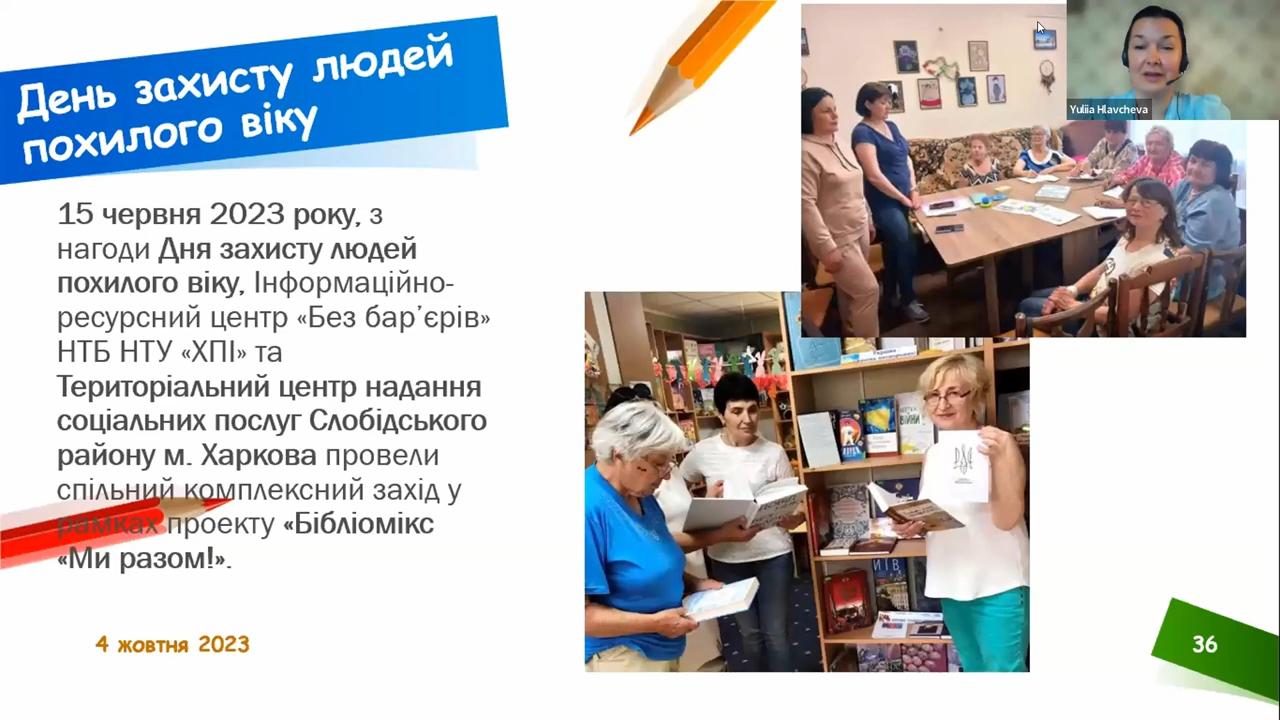 День захисту людей
похилого віку
15 червня 2023 року, з
нагоди Дня захисту людей
похилого віку, Інформаційно-
ресурсний центр «Без бар’єрів»
НТБ НТУ «ХПІ» та
Територіальний центр надання
соціальних послуг Слобідського
району м. Харкова провели
спільний комплексний захід у
рамках проекту «Бібліомікс
«Ми разом!».
4 жовтня 2023
36
Yuliia Hlavcheva
ВІЙНИ